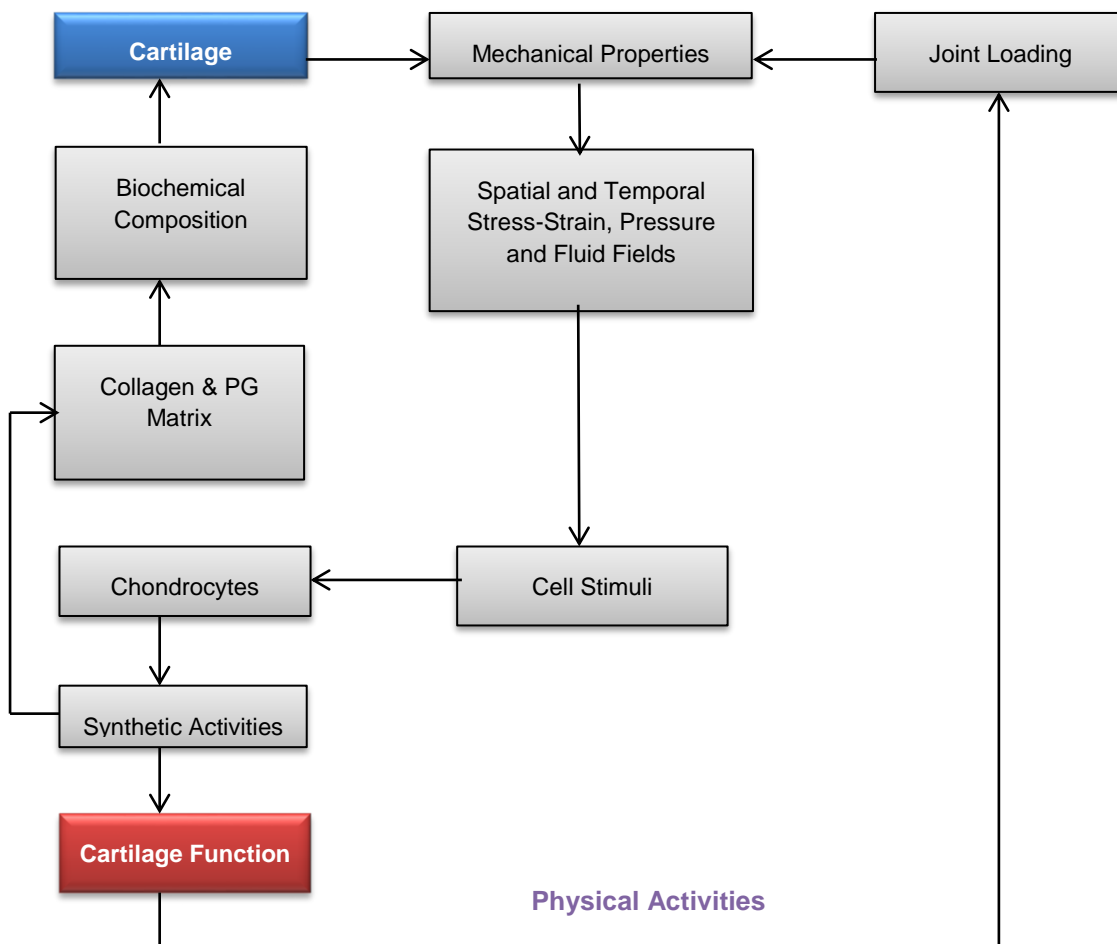 Cartilage
Mechanical Properties
Joint Loading
Biochemical
Composition
Spatial and Temporal
Stress-Strain, Pressure
and Fluid Fields
Collagen & PG
Matrix
Chondrocytes
Cell Stimuli
Synthetic Activities
Cartilage Function
Physical Activities